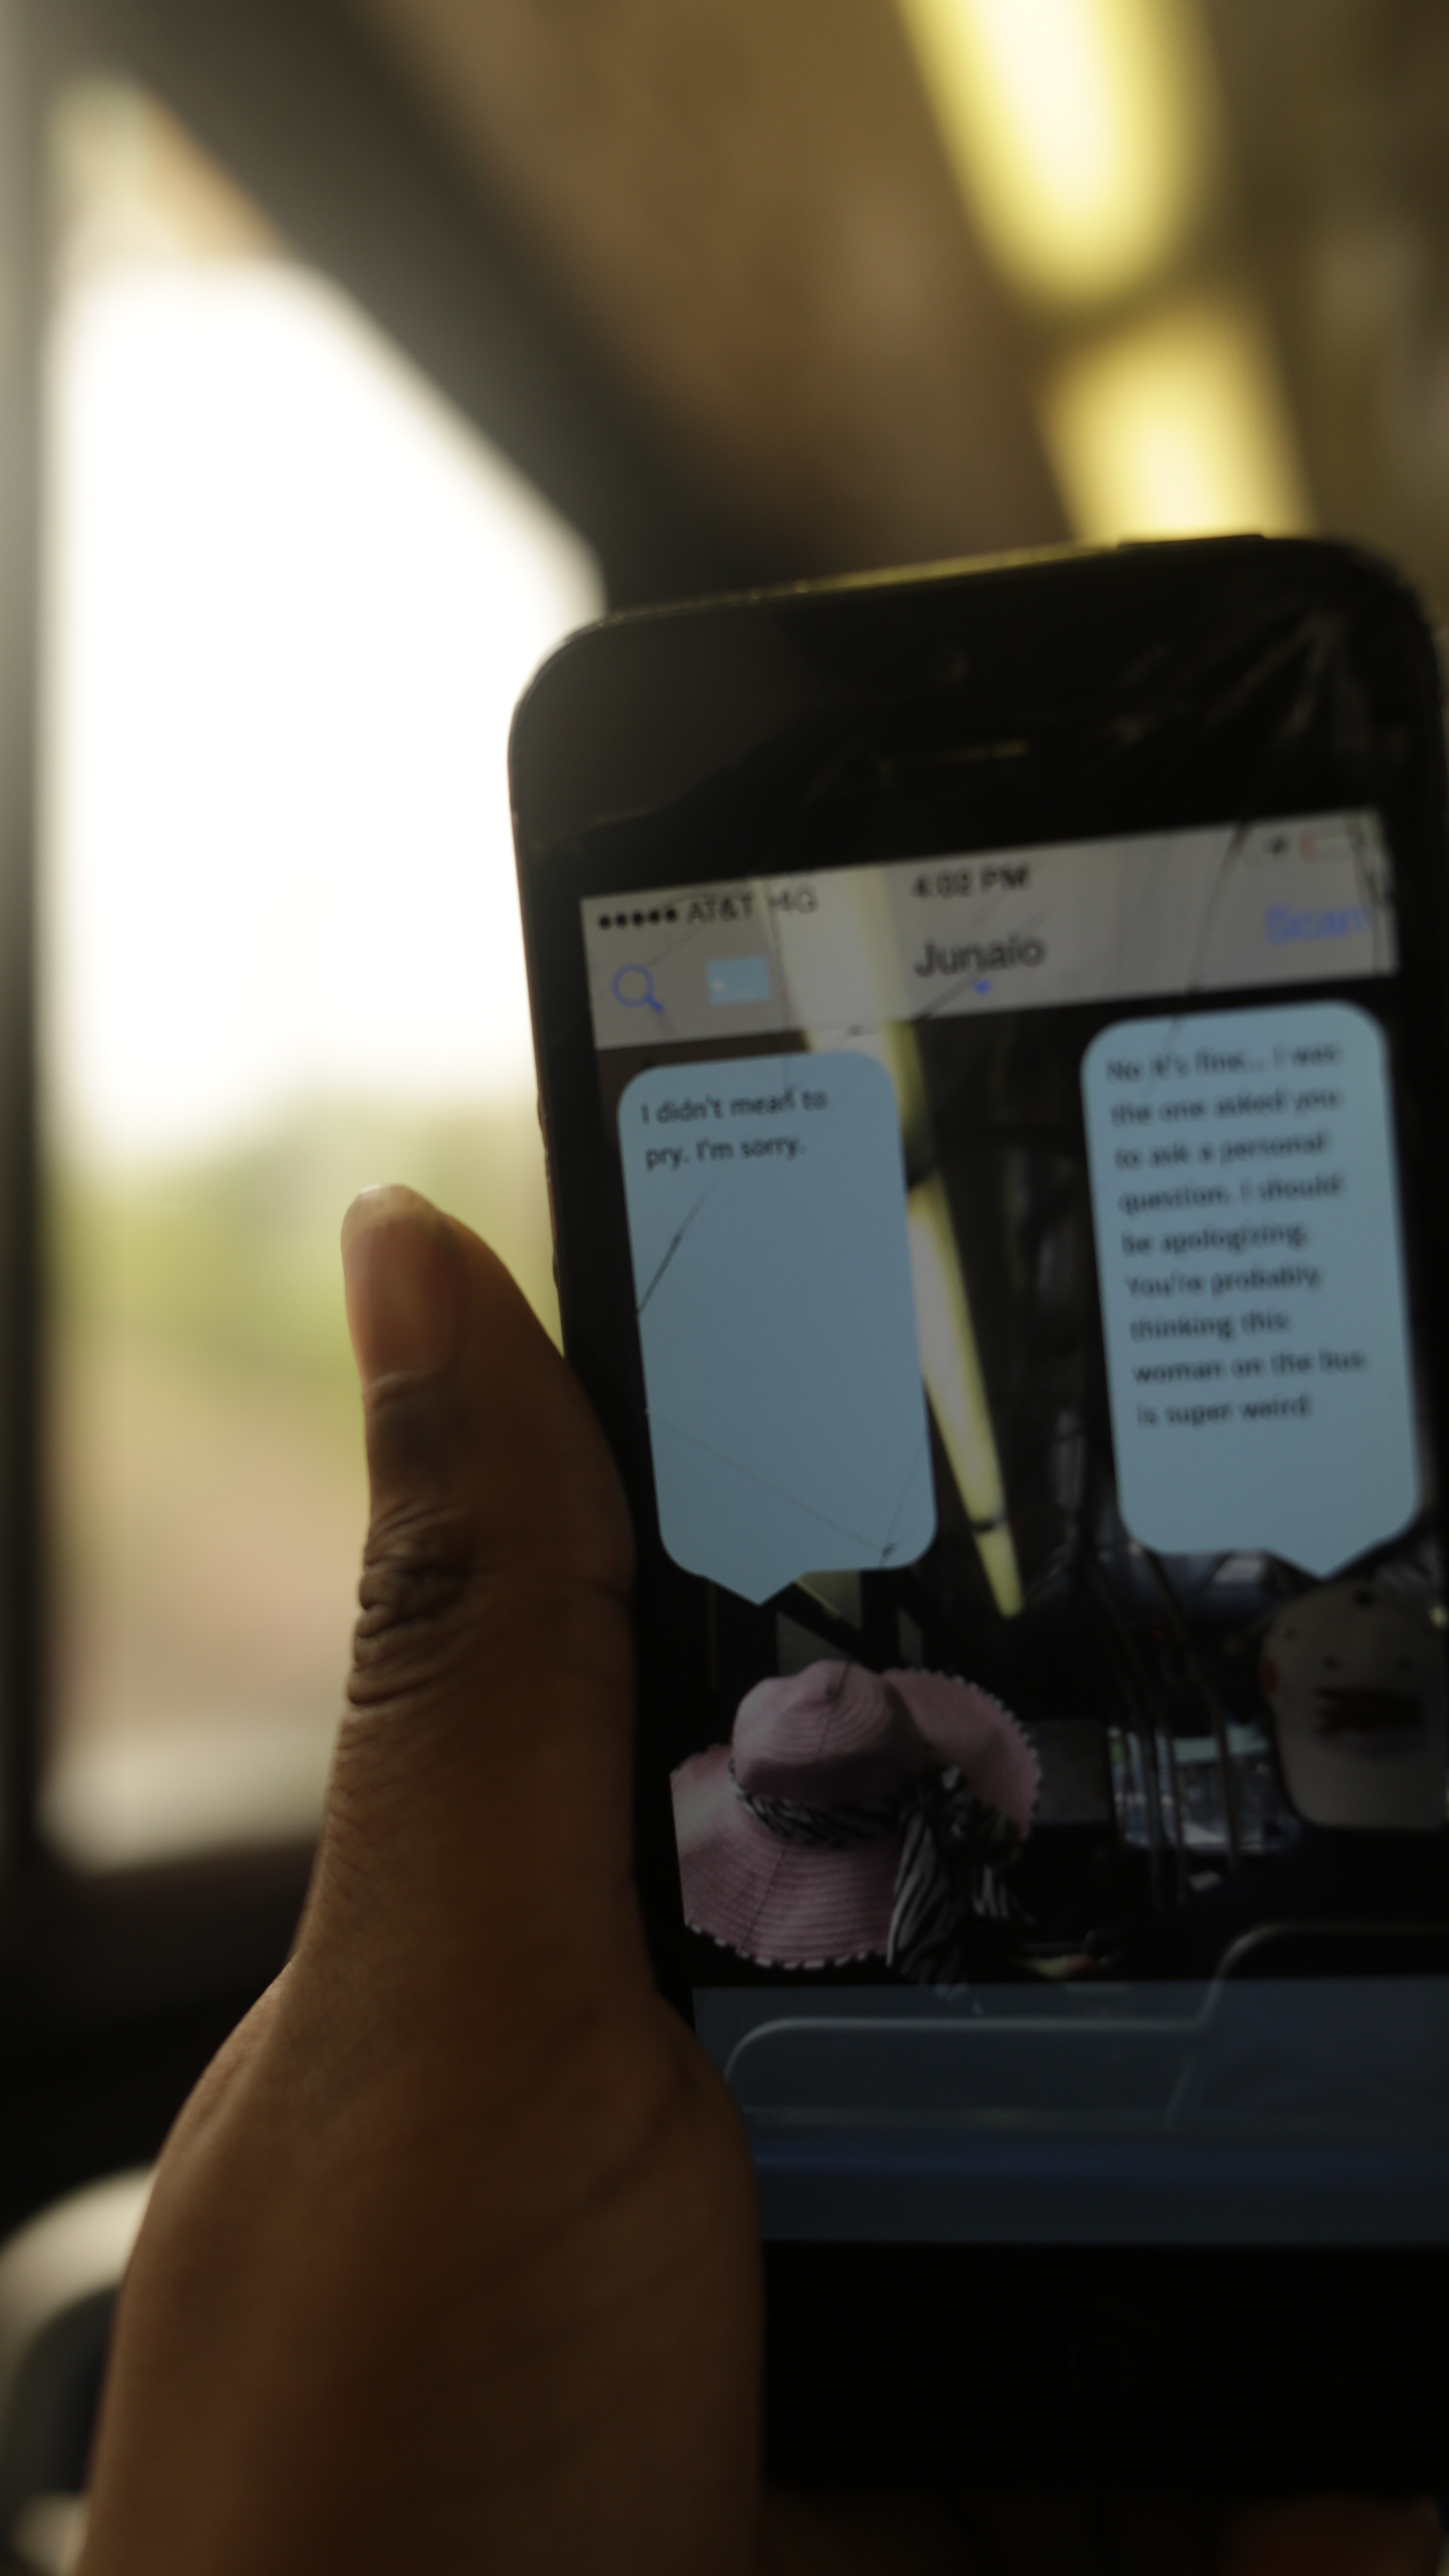 AT&T 4G
4:02 PM
Junaio
Scan
I didn't mean to
pry. I'm sorry.
No it's fine... I was
the one asked you
to ask a personal
question. I should
be apologizing.
You're probably
thinking this
woman on the bus
is super weird